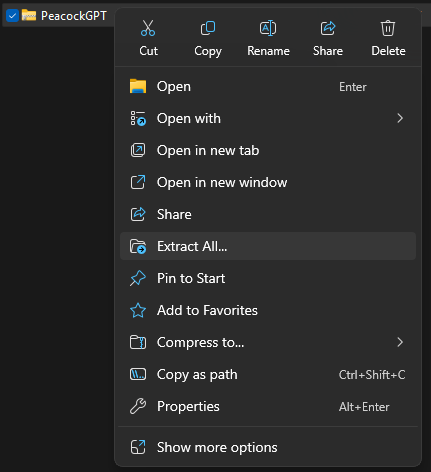 PeacockGPT
Cut Copy Rename Share Delete
Open Enter
Open with
Open in new tab
Open in new window
Share
Extract All...
Pin to Start
Add to Favorites
Compress to...
Copy as path Ctrl+Shift+C
Properties Alt+Enter
Show more options